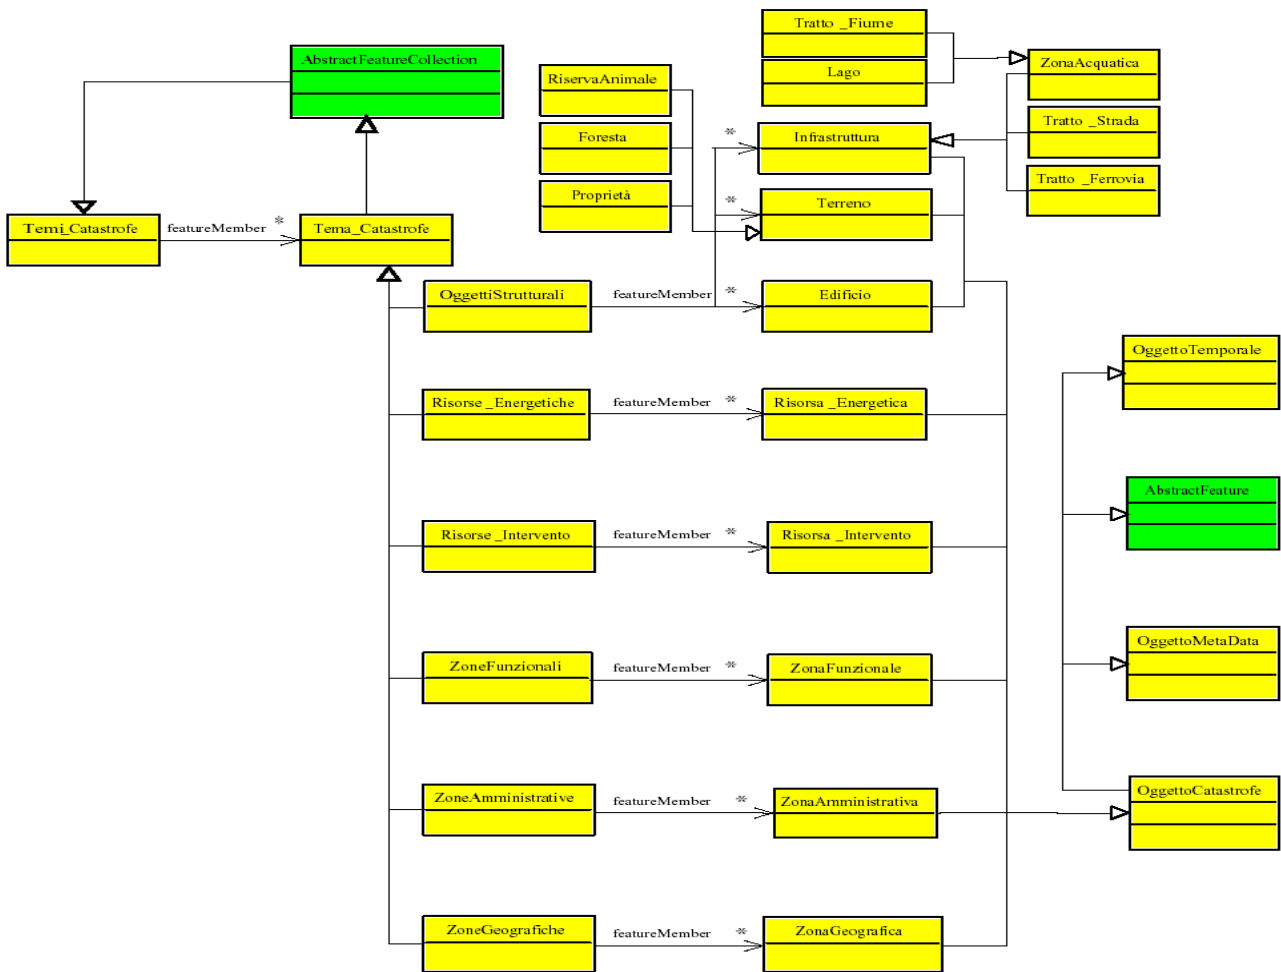 Tratto _Fiume
AbstractFeatureCollection
Lago
ZonaAcquatica
RiservaAnimale
Foresta
*
Infrastruttura
Tratto _Strada
Tratto _Ferrovia
Proprietà
*
Terreno
Temi_Catastrofe
featureMember
*
Tema_Catastrofe
OggettiStrutturali
featureMember
*
Edificio
OggettoTemporale
Risorse _Energetiche
featureMember
*
Risorsa _Energetica
AbstractFeature
Risorse _Intervento
featureMember
*
Risorsa _Intervento
OggettoMetaData
ZoneFunzionali
featureMember
*
ZonaFunzionale
OggettoCatastrofe
ZoneAmministrative
featureMember
*
ZonaAmministrativa
ZoneGeografiche
featureMember
*
ZonaGeografica